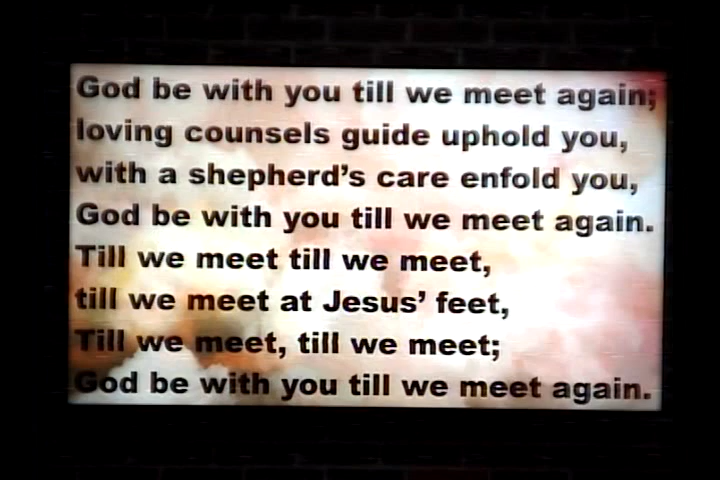 God be with you till we meet again;
loving counsels guide uphold you,
with a shepherd's care enfold you,
God be with you till we meet again.
Till we meet till we meet,
till we meet at Jesus' feet,
Till we meet, till we meet;
God be with you till we meet again.